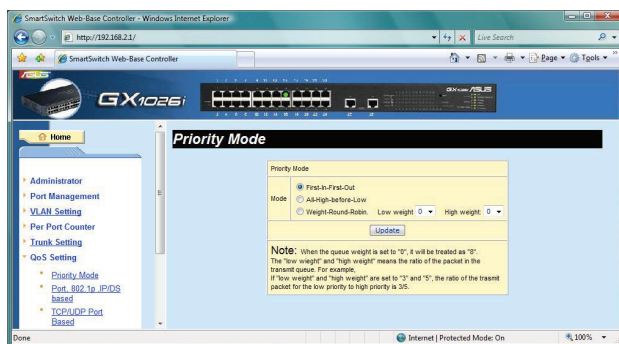 SmartSwitch Web-Base Controller - Windows Internet Explorer
http://192.168.2.1/
Live Search
SmartSwitch Web-Base Controller
Page
Tools
ASUS
GX1026i
Home
Administrator
Port Management
VLAN Setting
Per Port Counter
Trunk Setting
QoS Setting
Priority Mode
Port, 802.1p ,IP/DS
based
TCP/UDP Port
Based
Priority Mode
Priority Mode
Mode
First-In-First-Out
All-High-before-Low
Weight-Round-Robin. Low weight: 0 High weight: 0
Update
Note: When the queue weight is set to "0", it will be treated as "8".
The "low weight" and "high weight" means the ratio of the packet in the
transmit queue. For example,
If "low weight" and "high weight" are set to "3" and "5", the ratio of the trasmit
packet for the low priority to high priority is 3/5.
Done
Internet | Protected Mode: On
100%